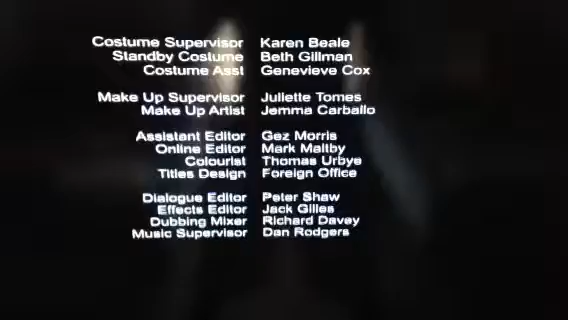 Costume Supervisor Karen Beale
Standby Costume Beth Gillman
Costume Asst Genevieve Cox
Make Up Supervisor Juliette Tomes
Make Up Artist Jemma Carballo
Assistant Editor Gez Morris
Online Editor Mark Maltby
Colourist Thomas Urbye
Titles Design Foreign Office
Dialogue Editor Peter Shaw
Effects Editor Jack Gilles
Dubbing Mixer Richard Davey
Music Supervisor Dan Rodgers